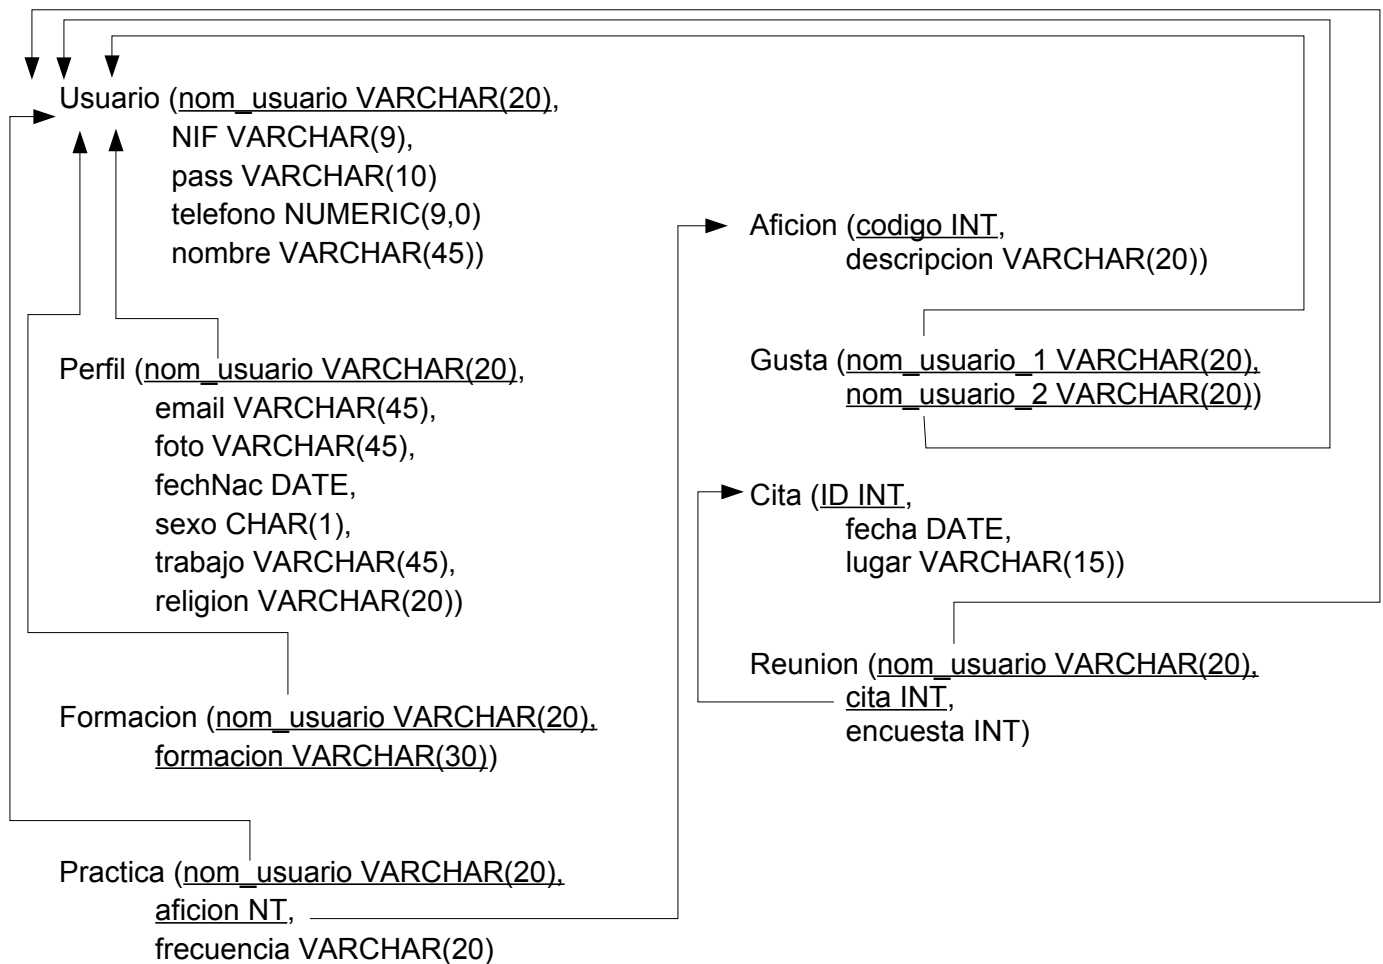 Usuario (nom_usuario VARCHAR(20),
NIF VARCHAR(9),
pass VARCHAR(10)
telefono NUMERIC(9,0)
nombre VARCHAR(45))
Perfil (nom_usuario VARCHAR(20),
email VARCHAR(45),
foto VARCHAR(45),
fechNac DATE,
sexo CHAR(1),
trabajo VARCHAR(45),
religion VARCHAR(20))
Formacion (nom_usuario VARCHAR(20),
formacion VARCHAR(30))
Practica (nom_usuario VARCHAR(20),
aficion NT,
frecuencia VARCHAR(20)
Aficion (codigo INT,
descripcion VARCHAR(20))
Gusta (nom_usuario_1 VARCHAR(20),
nom_usuario_2 VARCHAR(20))
Cita (ID INT,
fecha DATE,
lugar VARCHAR(15))
Reunion (nom_usuario VARCHAR(20),
cita INT,
encuesta INT)